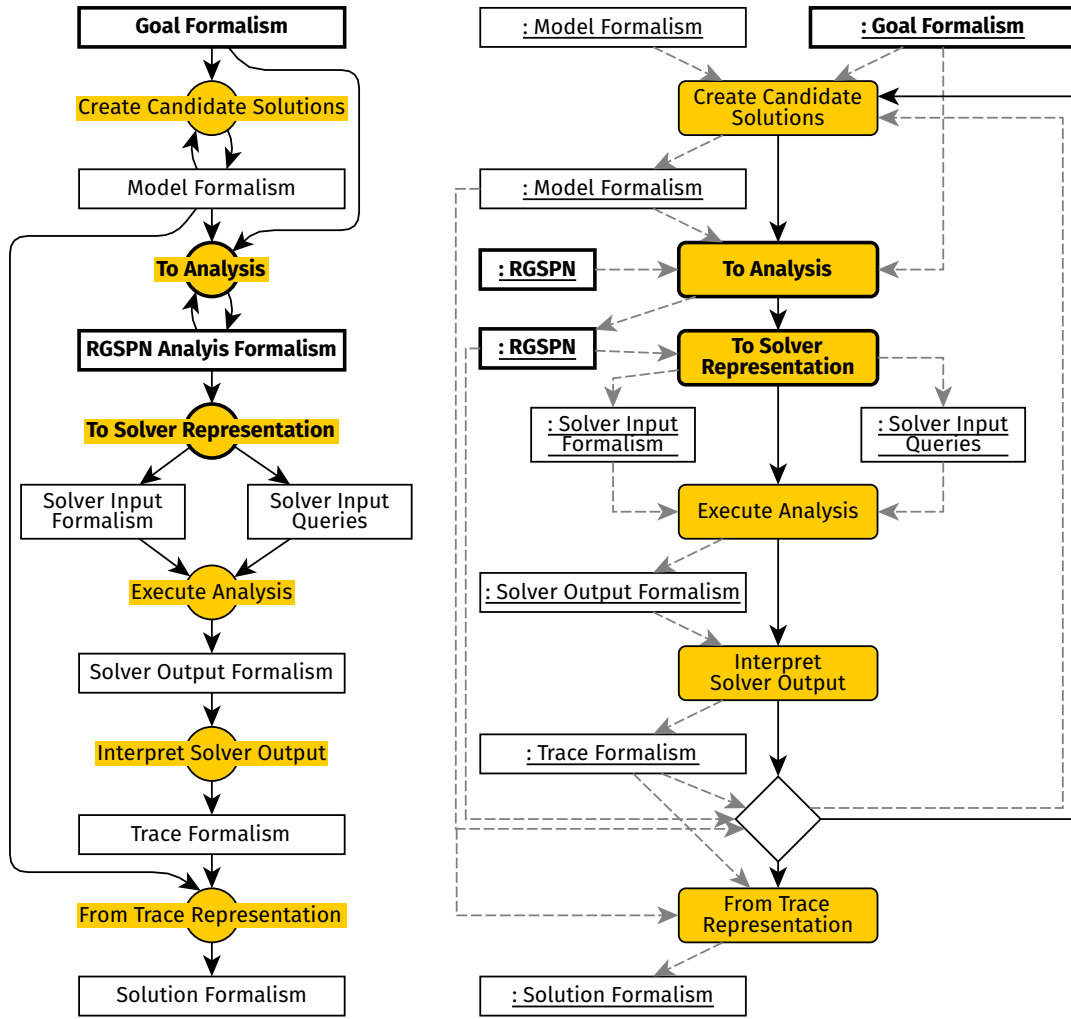 Goal Formalism
Create Candidate Solutions
Model Formalism
To Analysis
RGSPN Analyis Formalism
To Solver Representation
Solver Input
Formalism
Solver Input
Queries
Execute Analysis
Solver Output Formalism
Interpret Solver Output
Trace Formalism
From Trace Representation
Solution Formalism
: Model Formalism
: Goal Formalism
Create Candidate
Solutions
: Model Formalism
: RGSPN
To Analysis
: RGSPN
To Solver
Representation
: Solver Input
Formalism
: Solver Input
Queries
Execute Analysis
: Solver Output Formalism
Interpret
Solver Output
: Trace Formalism
From Trace
Representation
: Solution Formalism